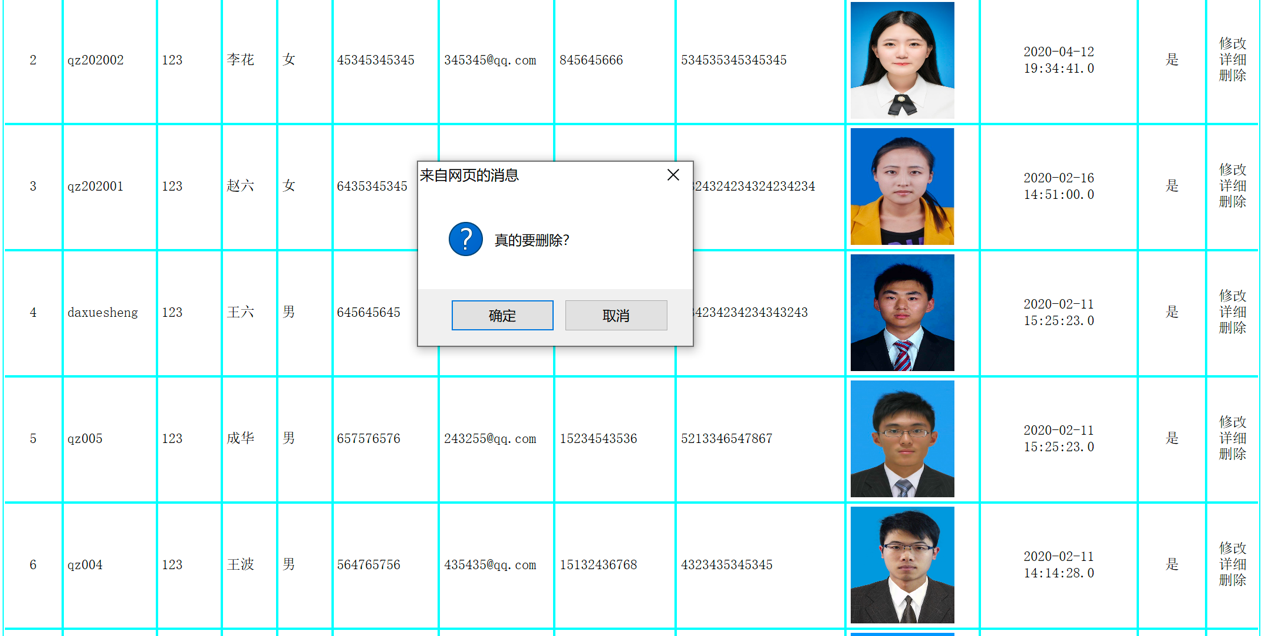 2 qz202002 123 李花 女 45345345345 345345@qq.com 845645666 534535345345345 2020-04-12 是 修改
19:34:41.0 详细
删除
3 qz202001 123 赵六 女 6435345345 24324234324234234 2020-02-16 是 修改
14:51:00.0 详细
删除
来自网页的消息
真的要删除?
确定 取消
4 daxuesheng 123 王六 男 645645645 4234234234343243 2020-02-11 是 修改
15:25:23.0 详细
删除
5 qz005 123 成华 男 657576576 243255@qq.com 15234543536 5213346547867 2020-02-11 是 修改
15:25:23.0 详细
删除
6 qz004 123 王波 男 564765756 435435@qq.com 15132436768 4323435345345 2020-02-11 是 修改
14:14:28.0 详细
删除